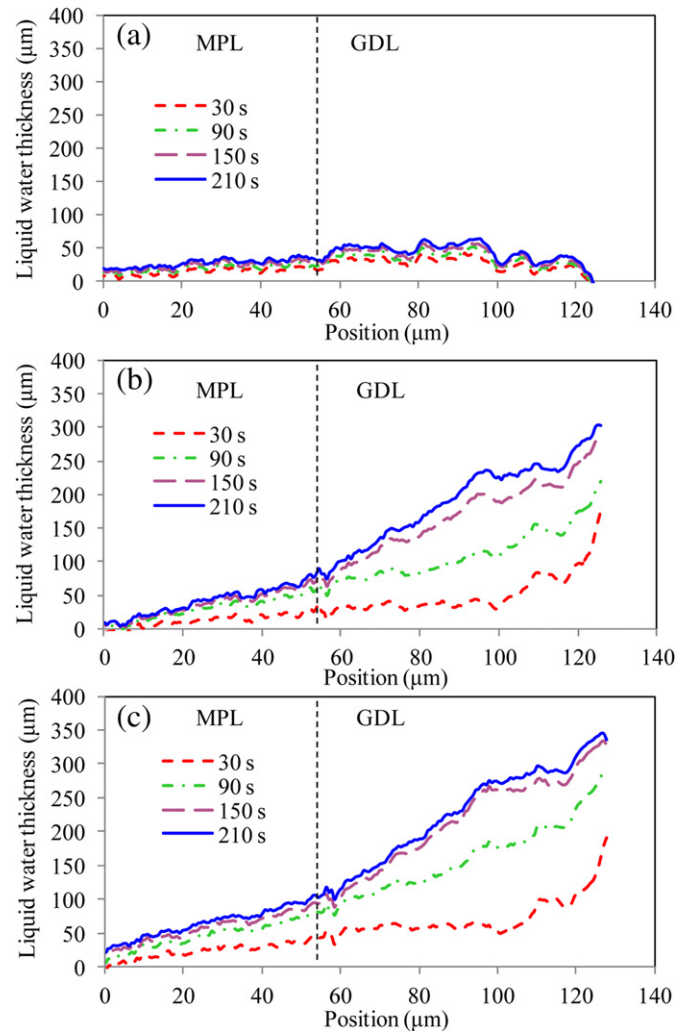 (a) MPL GDL
400
350
300
250
200
150
100
50
0
Liquid water thickness (μm)
30 s
90 s
150 s
210 s
0 20 40 60 80 100 120 140
Position (μm)
(b) MPL GDL
400
350
300
250
200
150
100
50
0
Liquid water thickness (μm)
30 s
90 s
150 s
210 s
0 20 40 60 80 100 120 140
Position (μm)
(c) MPL GDL
400
350
300
250
200
150
100
50
0
Liquid water thickness (μm)
30 s
90 s
150 s
210 s
0 20 40 60 80 100 120 140
Position (μm)